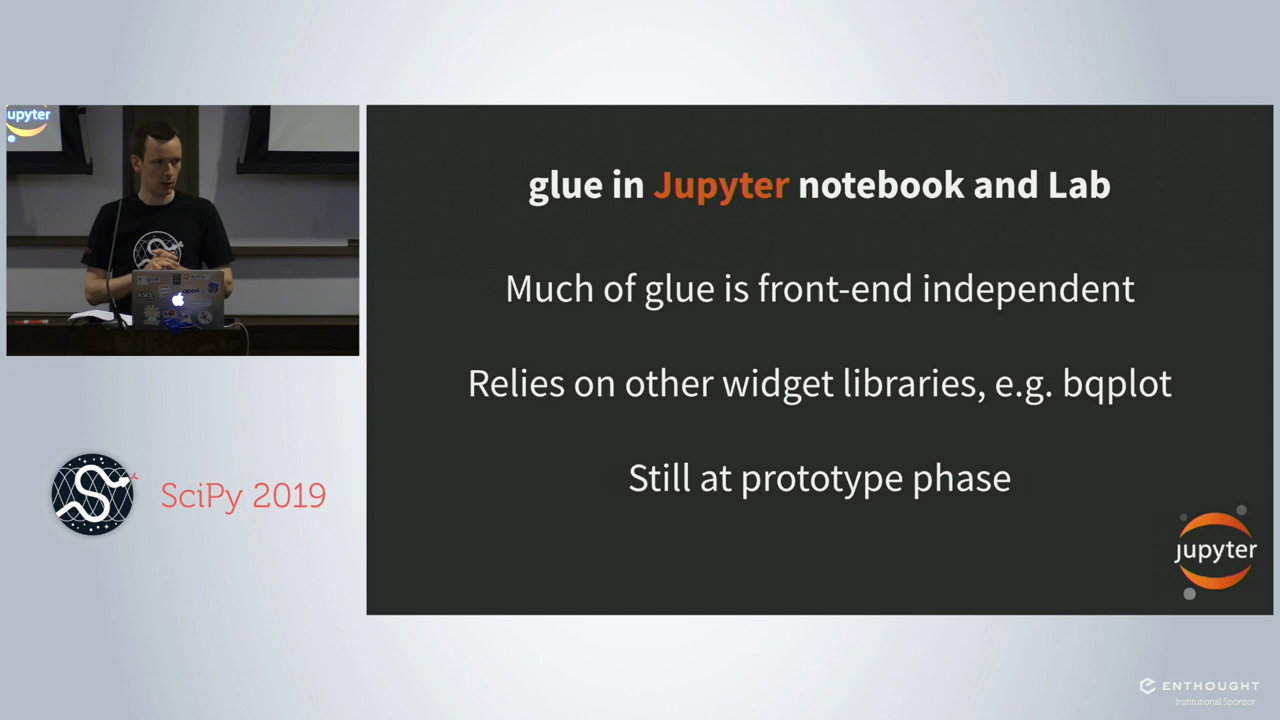 upyter
glue in Jupyter notebook and Lab
Much of glue is front-end independent
Relies on other widget libraries, e.g. bqplot
Still at prototype phase
jupyter
SciPy 2019
ENTHOUGHT
Institutional Sponsor